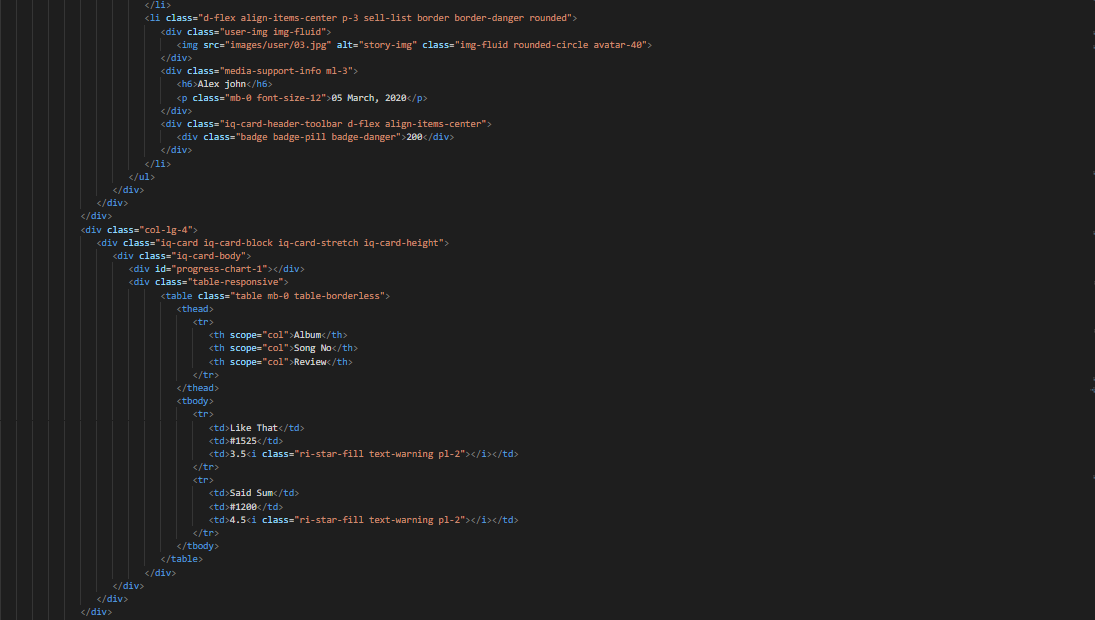 </li>
<li class="d-flex align-items-center p-3 sell-list border border-danger rounded">
<div class="user-img img-fluid">
<img src="images/user/03.jpg" alt="story-img" class="img-fluid rounded-circle avatar-40">
</div>
<div class="media-support-info ml-3">
<h6>Alex john</h6>
<p class="mb-0 font-size-12">05 March, 2020</p>
</div>
<div class="iq-card-header-toolbar d-flex align-items-center">
<div class="badge badge-pill badge-danger">200</div>
</div>
</li>
</ul>
</div>
</div>
</div>
<div class="col-lg-4">
<div class="iq-card iq-card-block iq-card-stretch iq-card-height">
<div class="iq-card-body">
<div id="progress-chart-1"></div>
<div class="table-responsive">
<table class="table mb-0 table-borderless">
<thead>
<tr>
<th scope="col">Album</th>
<th scope="col">Song No</th>
<th scope="col">Review</th>
</tr>
</thead>
<tbody>
<tr>
<td>Like That</td>
<td>#1525</td>
<td>3.5<i class="ri-star-fill text-warning pl-2"></i></td>
</tr>
<tr>
<td>Said Sum</td>
<td>#1200</td>
<td>4.5<i class="ri-star-fill text-warning pl-2"></i></td>
</tr>
</tbody>
</table>
</div>
</div>
</div>
</div>